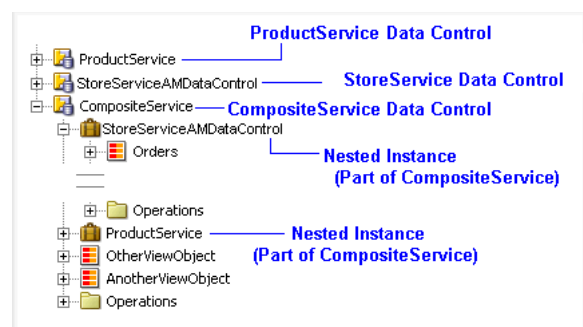 ProductService Data Control
ProductService
StoreServiceAMDataControl StoreService Data Control
CompositeService CompositeService Data Control
StoreServiceAMDataControl
Orders Nested Instance
(Part of CompositeService)
Operations
ProductService Nested Instance
OtherViewObject (Part of CompositeService)
AnotherViewObject
Operations